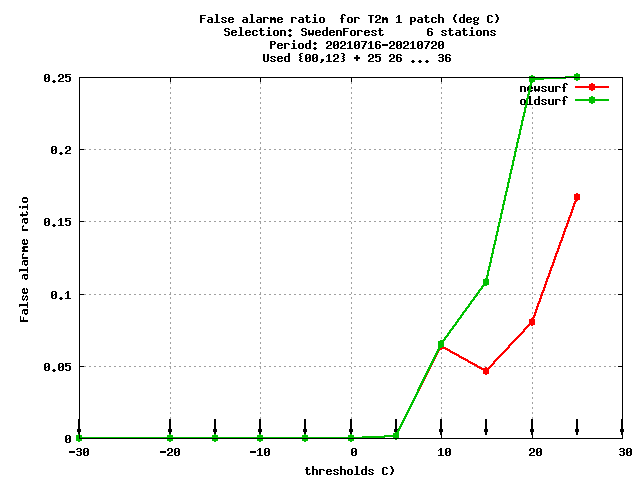 False alarme ratio  for T2m 1 patch (deg C)
Selection: SwedenForest      6 stations
Period: 20210716-20210720
Used {00,12} + 25 26 ... 36
0.25
0.2
0.15
0.1
0.05
0
False alarme ratio
newsurf
oldsurf
-30 -20 -10 0 10 20 30
thresholds C)